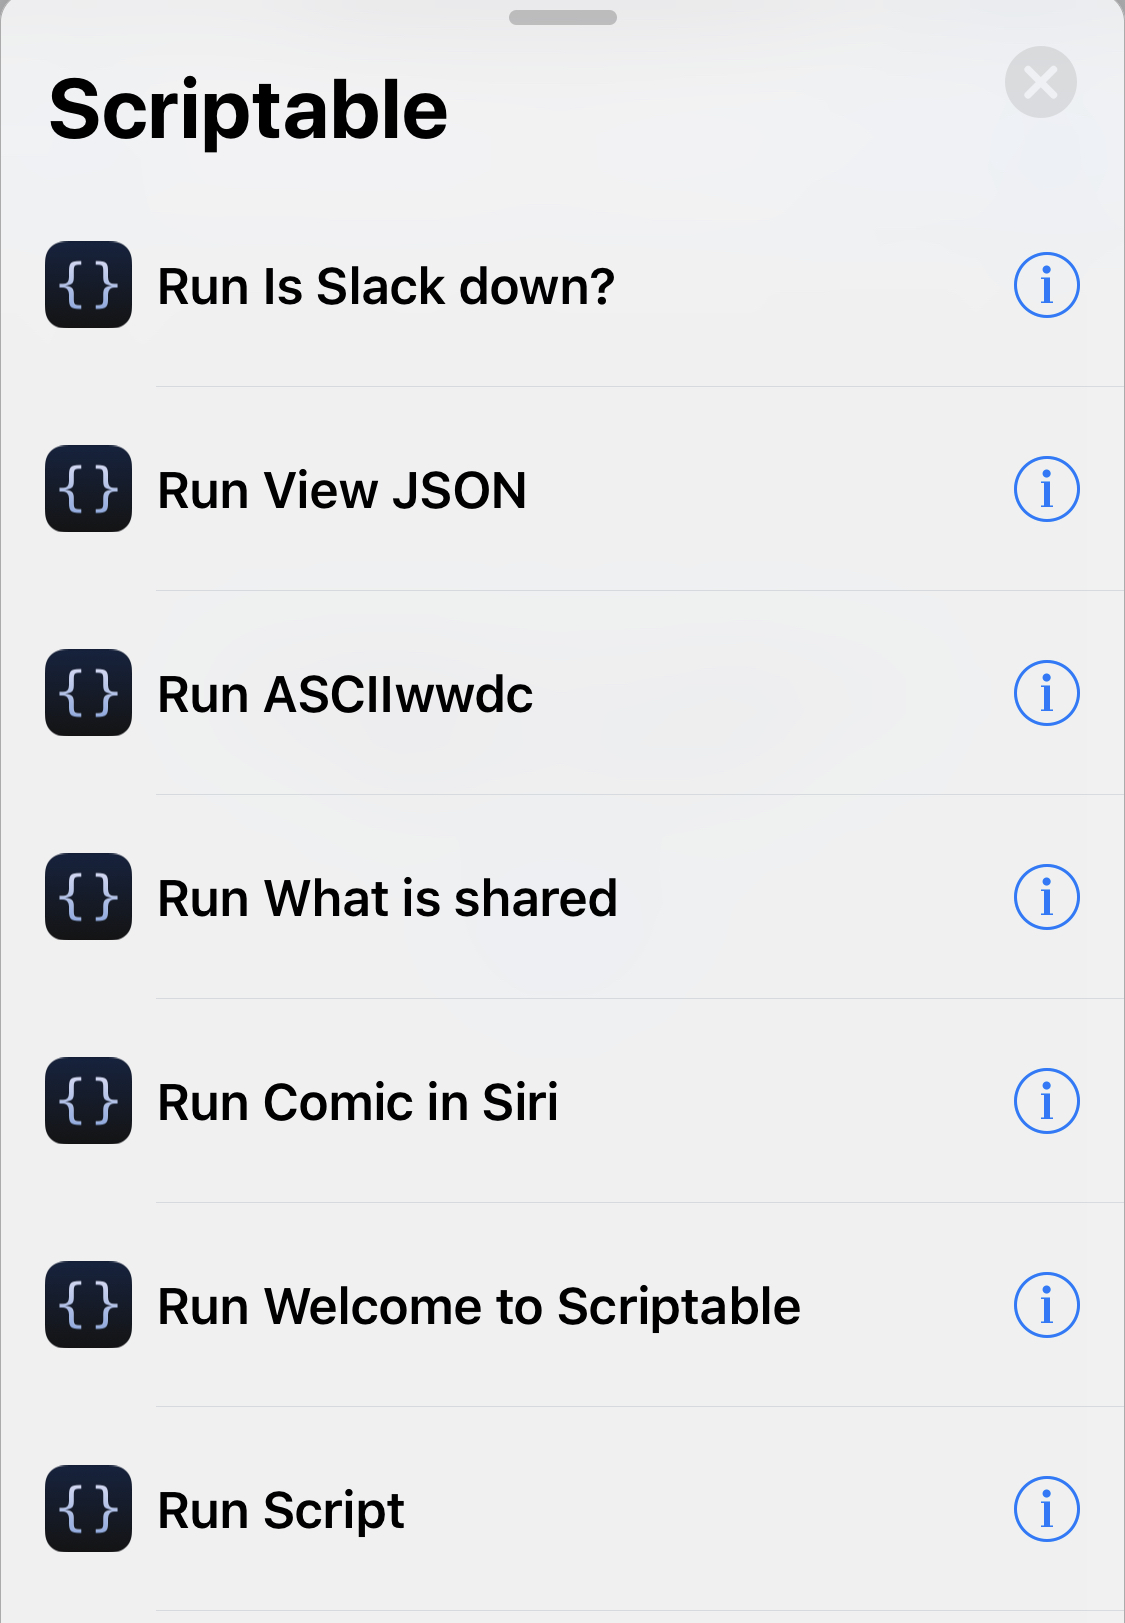 Scriptable
{} Run Is Slack down?
{} Run View JSON
{} Run ASCIIwwdc
{} Run What is shared
{} Run Comic in Siri
{} Run Welcome to Scriptable
{} Run Script